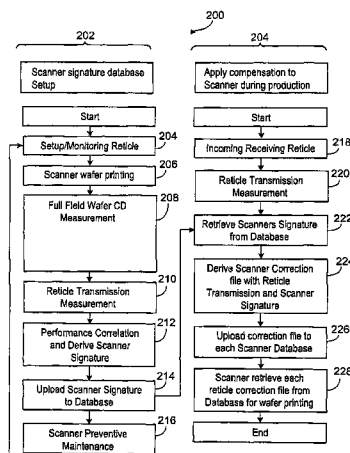 200
202
204
Scanner signature database
Setup
Apply compensation to
Scanner during production
Start
Setup/Monitoring Reticle
204
Scanner wafer printing
206
Full Field Wafer CD
Measurement
208
Reticle Transmission
Measurement
210
Performance Correlation
and Derive Scanner
Signature
212
Upload Scanner Signature
to Database
214
Scanner Preventive
Maintenance
216
Start
Incoming Receiving Reticle
218
Reticle Transmission
Measurement
220
Retrieve Scanners Signature
from Database
222
Derive Scanner Correction
file with Reticle
Transmission and Scanner
Signature
224
Upload correction file to
each Scanner Database
226
Scanner retrieve each
reticle correction file from
Database for wafer printing
228
End